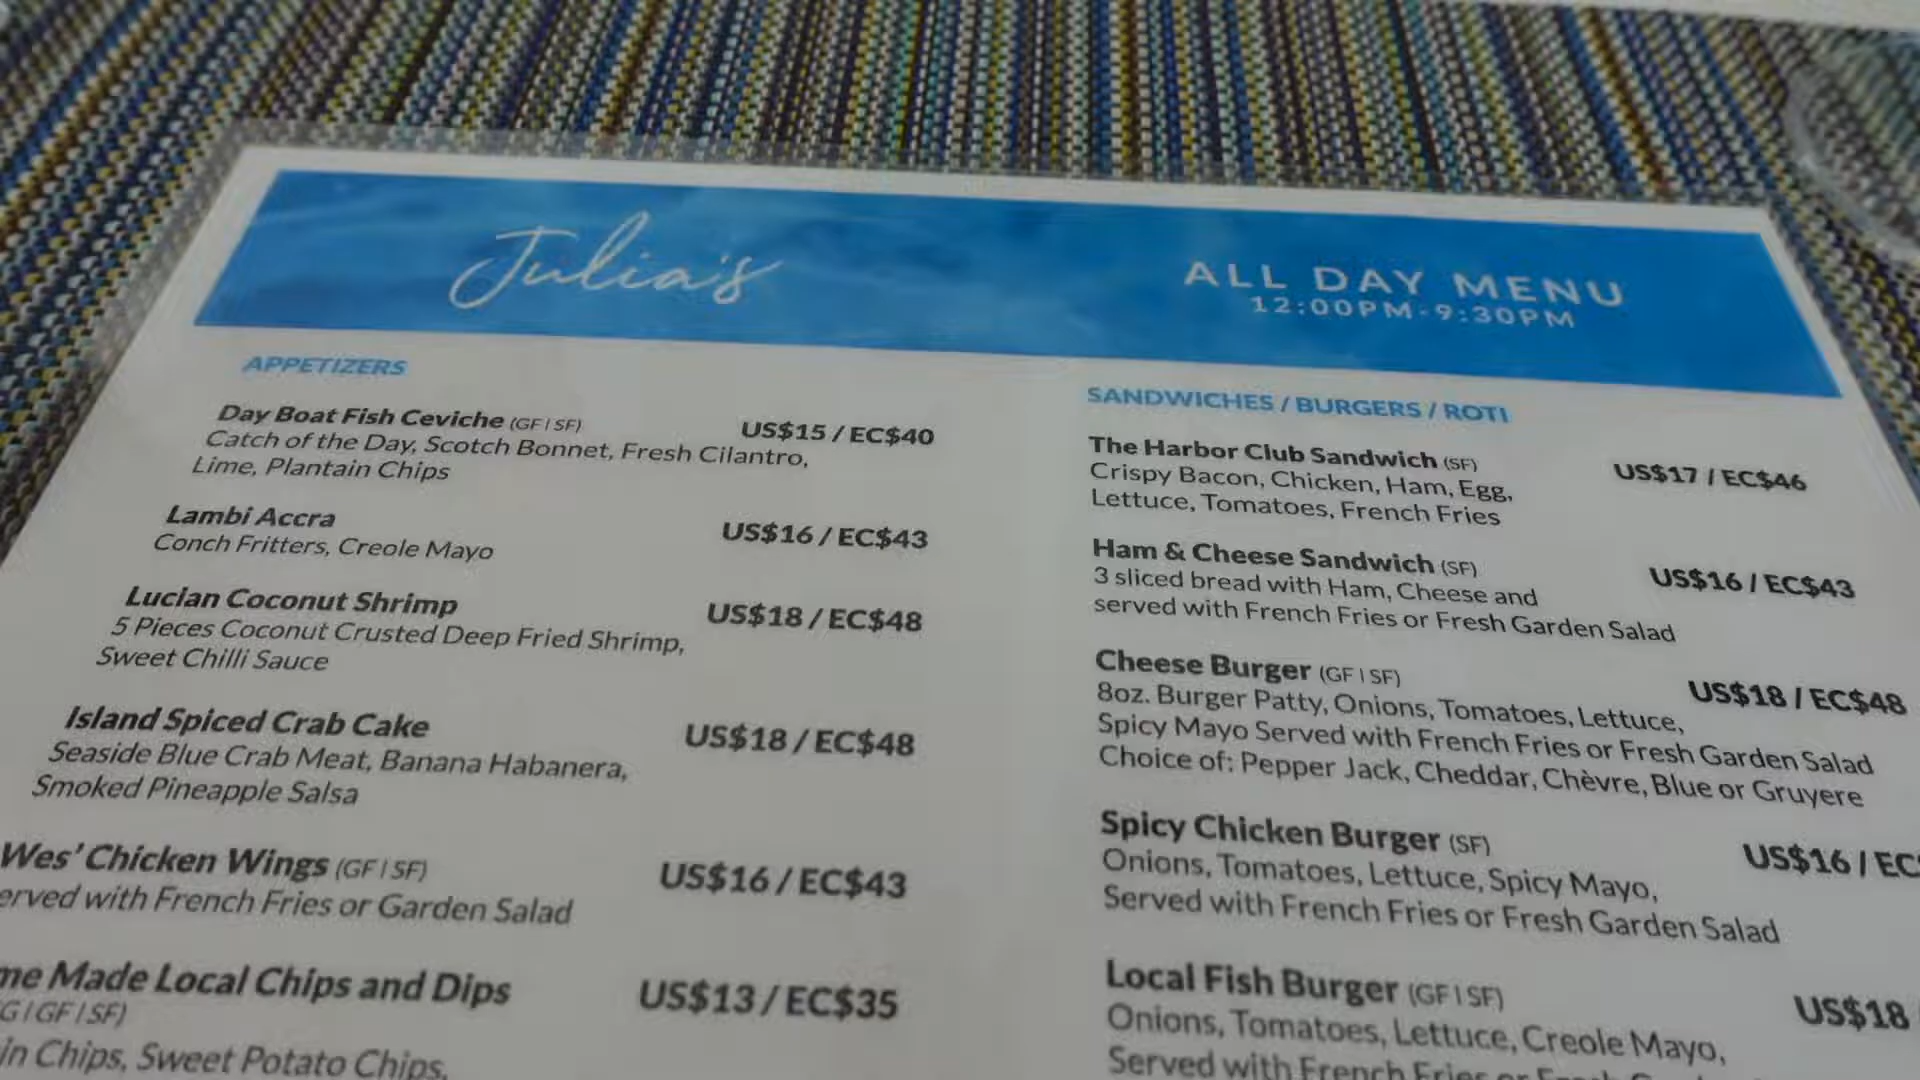 Julia's
ALL DAY MENU
12:00PM-9:30PM
APPETIZERS
Day Boat Fish Ceviche (GF | SF) US$15 / EC$40
Catch of the Day, Scotch Bonnet, Fresh Cilantro,
Lime, Plantain Chips
Lambi Accra US$16 / EC$43
Conch Fritters, Creole Mayo
Lucian Coconut Shrimp US$18 / EC$48
5 Pieces Coconut Crusted Deep Fried Shrimp,
Sweet Chilli Sauce
Island Spiced Crab Cake US$18 / EC$48
Seaside Blue Crab Meat, Banana Habanera,
Smoked Pineapple Salsa
Wes' Chicken Wings (GF | SF) US$16 / EC$43
with French Fries or Garden Salad
Made Local Chips and Dips US$13 / EC$35
GF | SF)
Chips, Sweet Potato Chips,
SANDWICHES / BURGERS / ROTI
The Harbor Club Sandwich (SF) US$17 / EC$46
Crispy Bacon, Chicken, Ham, Egg,
Lettuce, Tomatoes, French Fries
Ham & Cheese Sandwich (SF) US$16 / EC$43
3 sliced bread with Ham, Cheese and
served with French Fries or Fresh Garden Salad
Cheese Burger (GF | SF) US$18 / EC$48
8oz. Burger Patty, Onions, Tomatoes, Lettuce,
Spicy Mayo Served with French Fries or Fresh Garden Salad
Choice of: Pepper Jack, Cheddar, Chèvre, Blue or Gruyere
Spicy Chicken Burger (SF) US$16 / EC
Onions, Tomatoes, Lettuce, Spicy Mayo,
Served with French Fries or Fresh Garden Salad
Local Fish Burger (GF | SF) US$18
Onions, Tomatoes, Lettuce, Creole Mayo,
Served with French Fries or